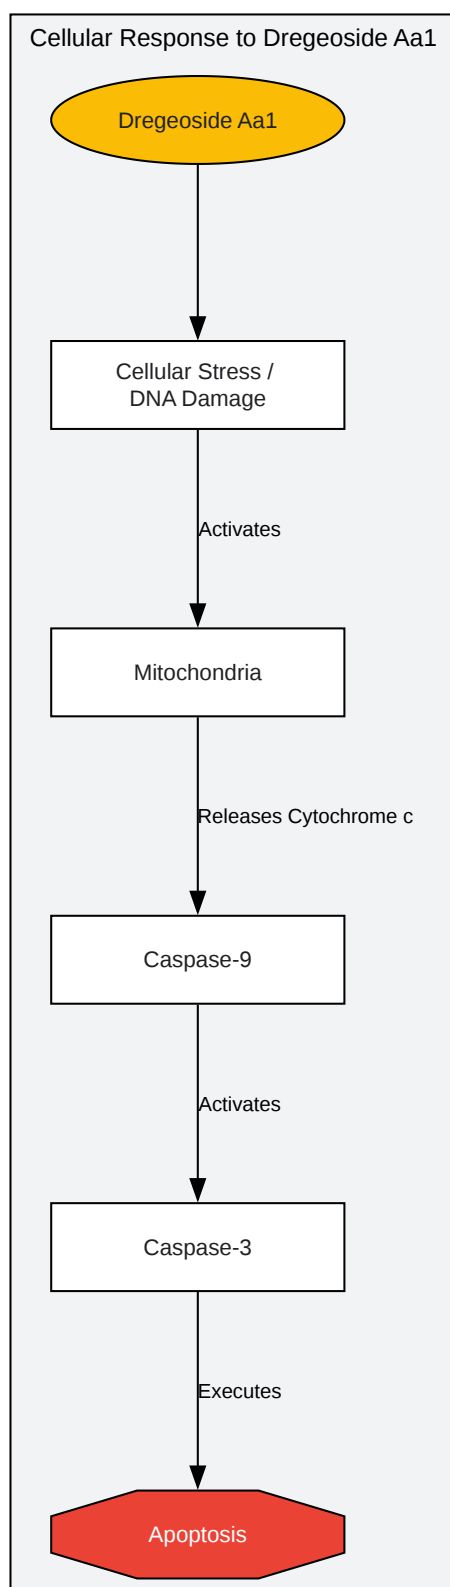 Cellular Response to Dregeoside Aa1
Dregeoside Aa1
Cellular Stress /
DNA Damage
Activates
Mitochondria
Releases Cytochrome c
Caspase-9
Activates
Caspase-3
Executes
Apoptosis